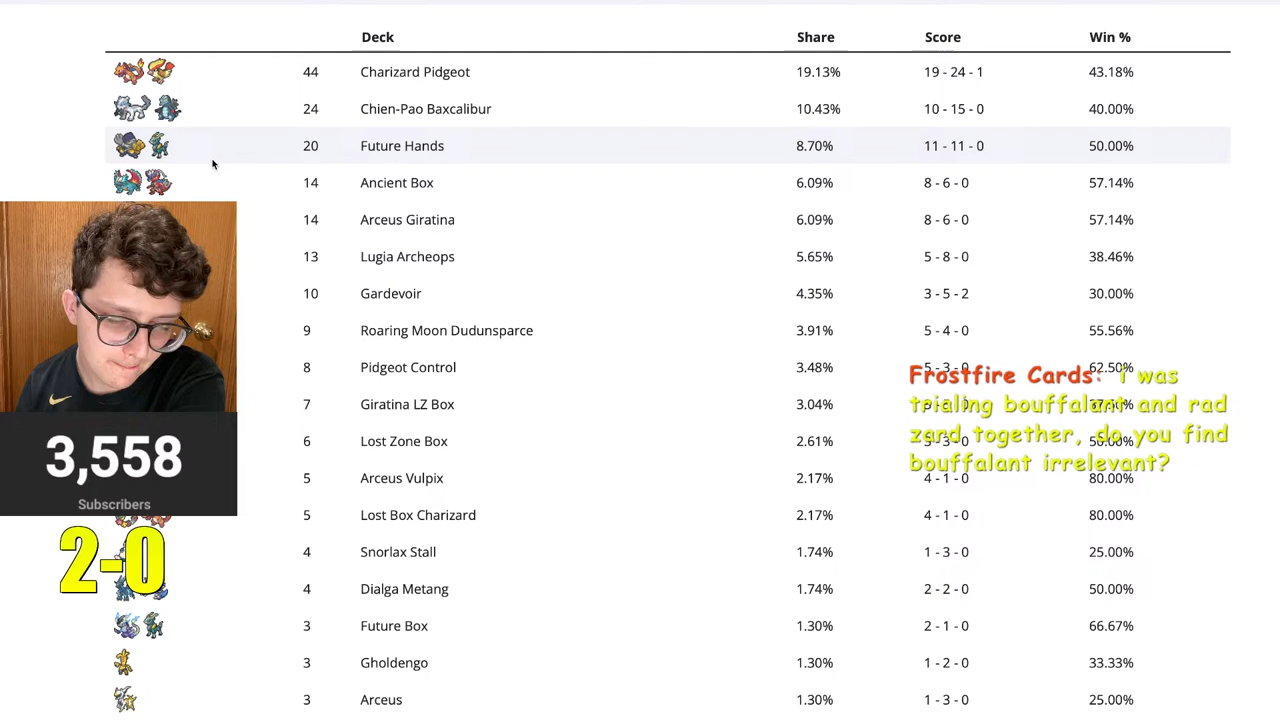 Deck Share Score Win %
44 Charizard Pidgeot 19.13% 19 - 24 - 1 43.18%
24 Chien-Pao Baxcalibur 10.43% 10 - 15 - 0 40.00%
20 Future Hands 8.70% 11 - 11 - 0 50.00%
14 Ancient Box 6.09% 8 - 6 - 0 57.14%
14 Arceus Giratina 6.09% 8 - 6 - 0 57.14%
13 Lugia Archeops 5.65% 5 - 8 - 0 38.46%
10 Gardevoir 4.35% 3 - 5 - 2 30.00%
9 Roaring Moon Dudunsparce 3.91% 5 - 4 - 0 55.56%
8 Pidgeot Control 3.48% 5 - 3 - 0 62.50%
7 Giratina LZ Box 3.04%
6 Lost Zone Box 2.61% 50.00%
5 Arceus Vulpix 2.17% 4 - 1 - 0 80.00%
5 Lost Box Charizard 2.17% 4 - 1 - 0 80.00%
4 Snorlax Stall 1.74% 1 - 3 - 0 25.00%
4 Dialga Metang 1.74% 2 - 2 - 0 50.00%
3 Future Box 1.30% 2 - 1 - 0 66.67%
3 Gholdengo 1.30% 1 - 2 - 0 33.33%
3 Arceus 1.30% 1 - 3 - 0 25.00%
Frostfire Cards: I was
trialing bouffalant and rad
zard together, do you find
bouffalant irrelevant?
3,558
Subscribers
2-0